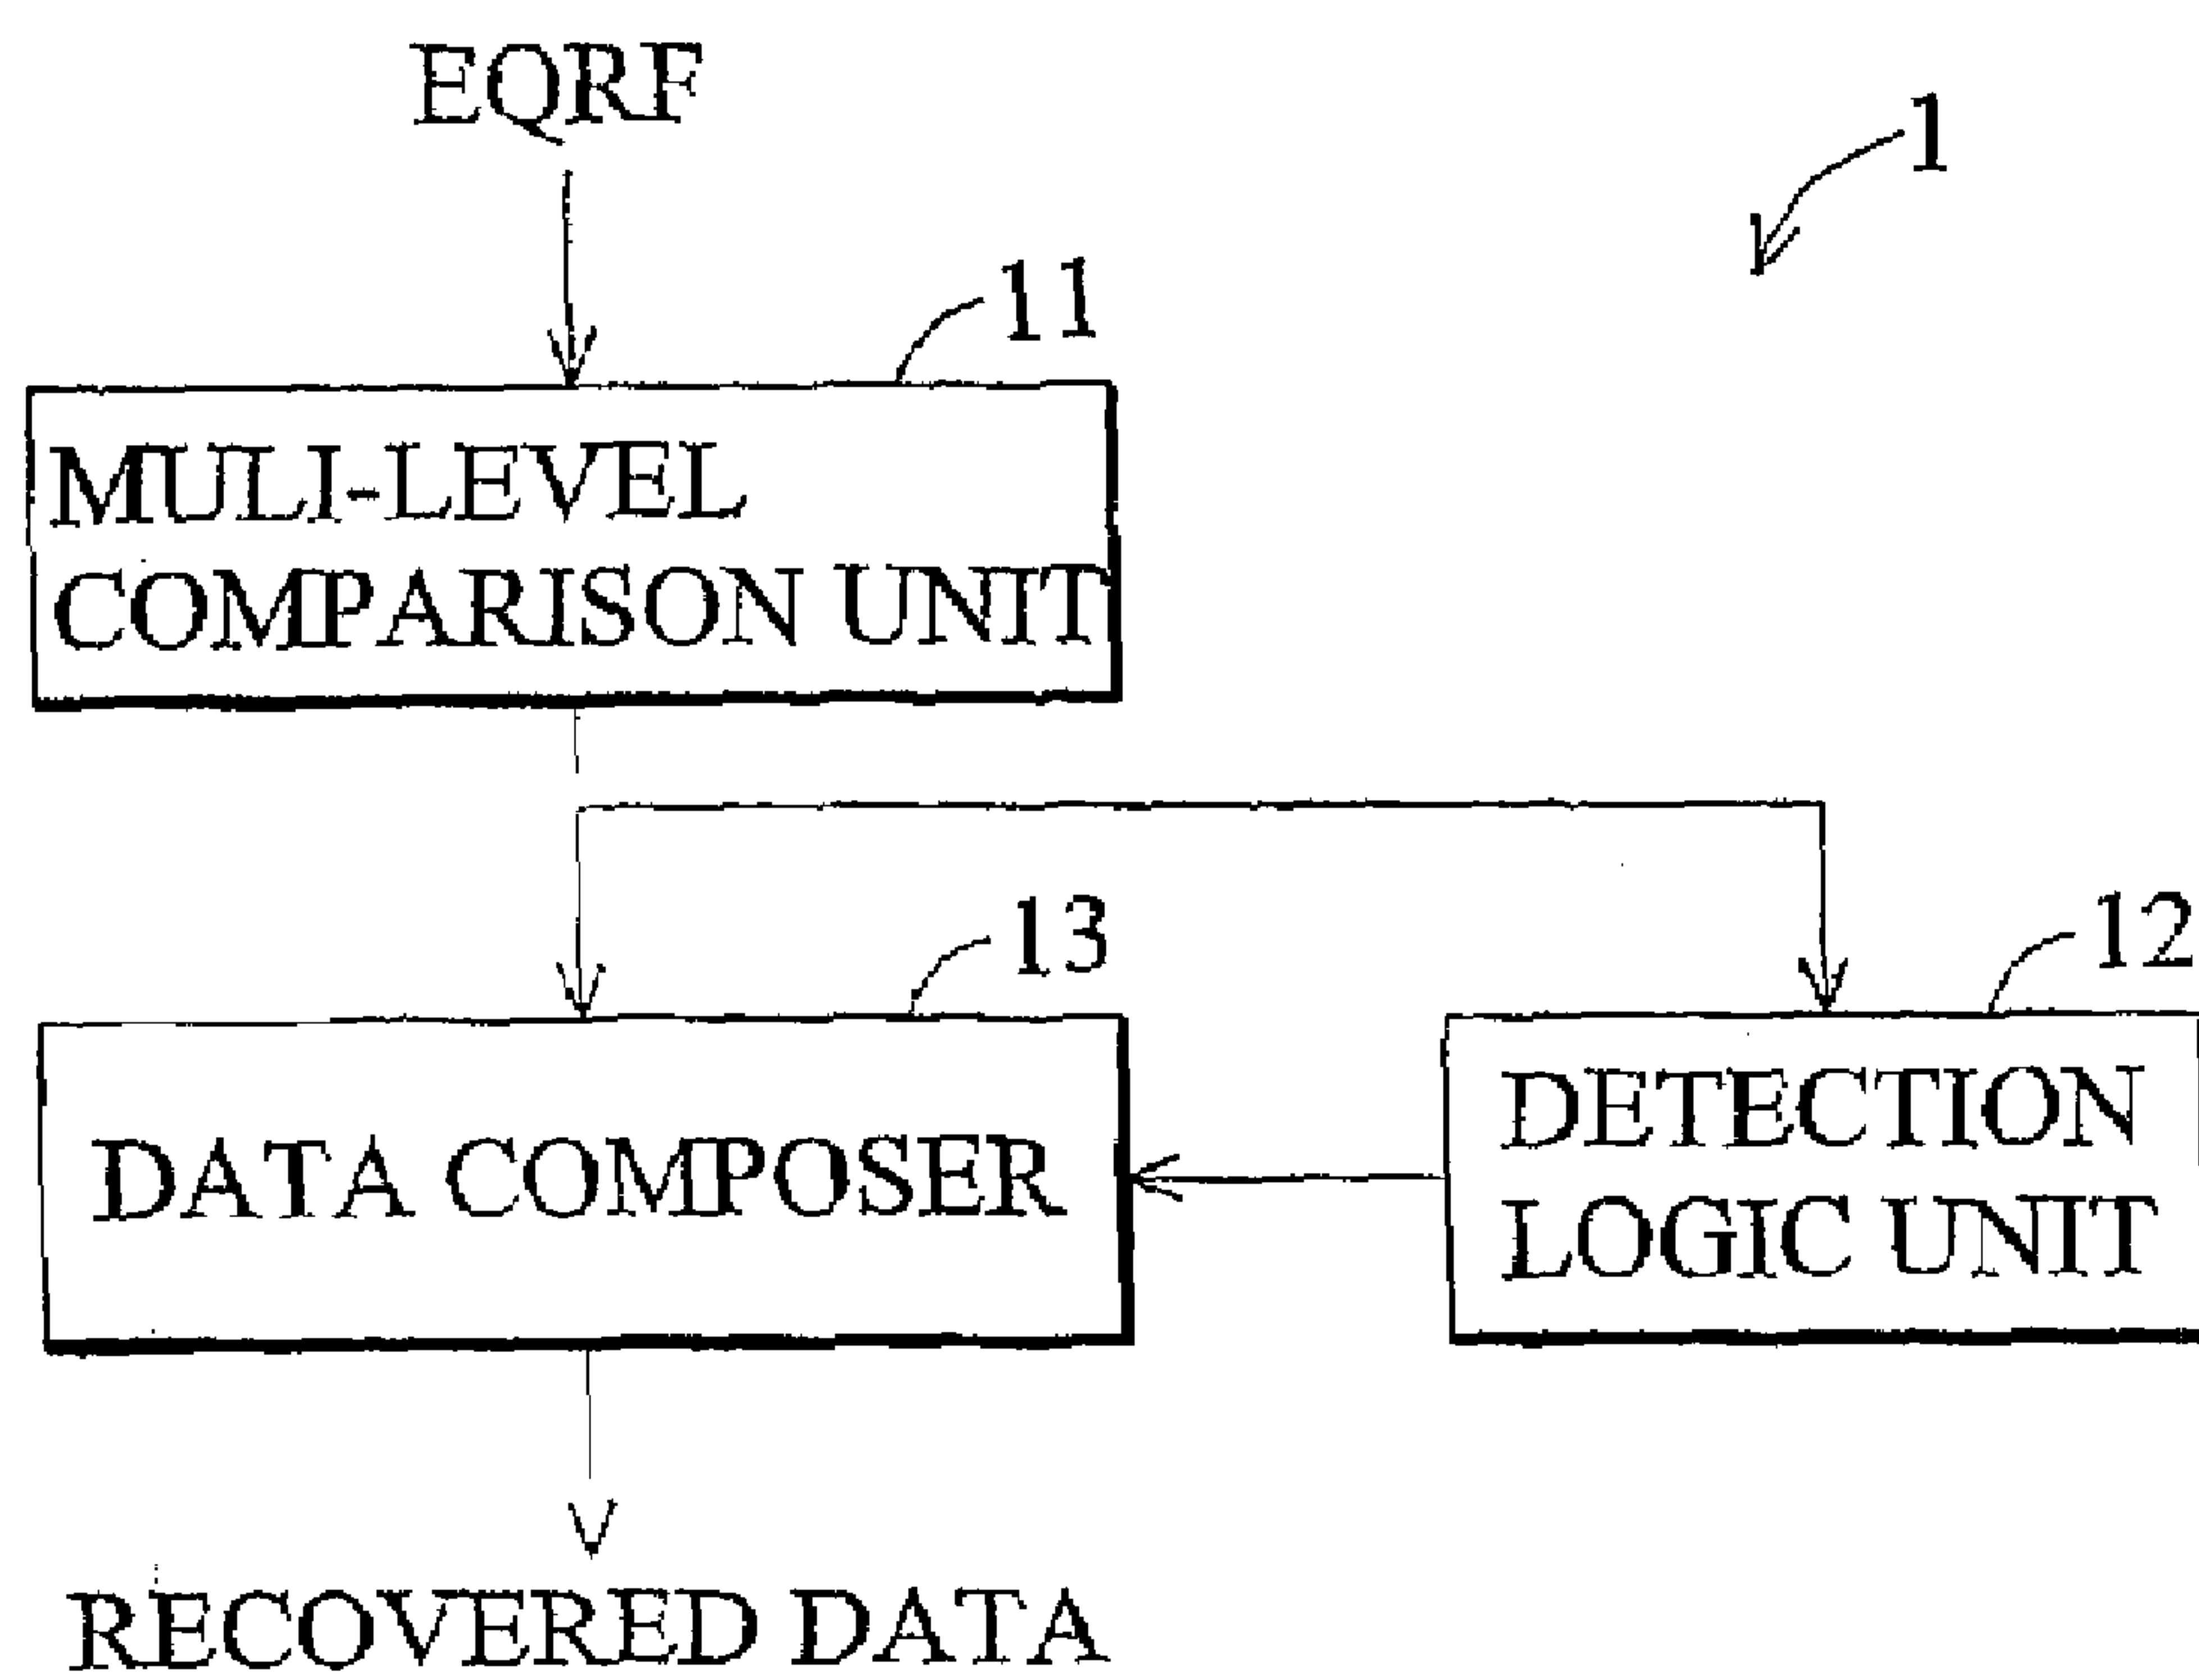 EQRF
1
11
MULI-LEVEL
COMPARISON UNIT
13
12
DATA COMPOSER
DETECTION
LOGIC UNIT
RECOVERED DATA